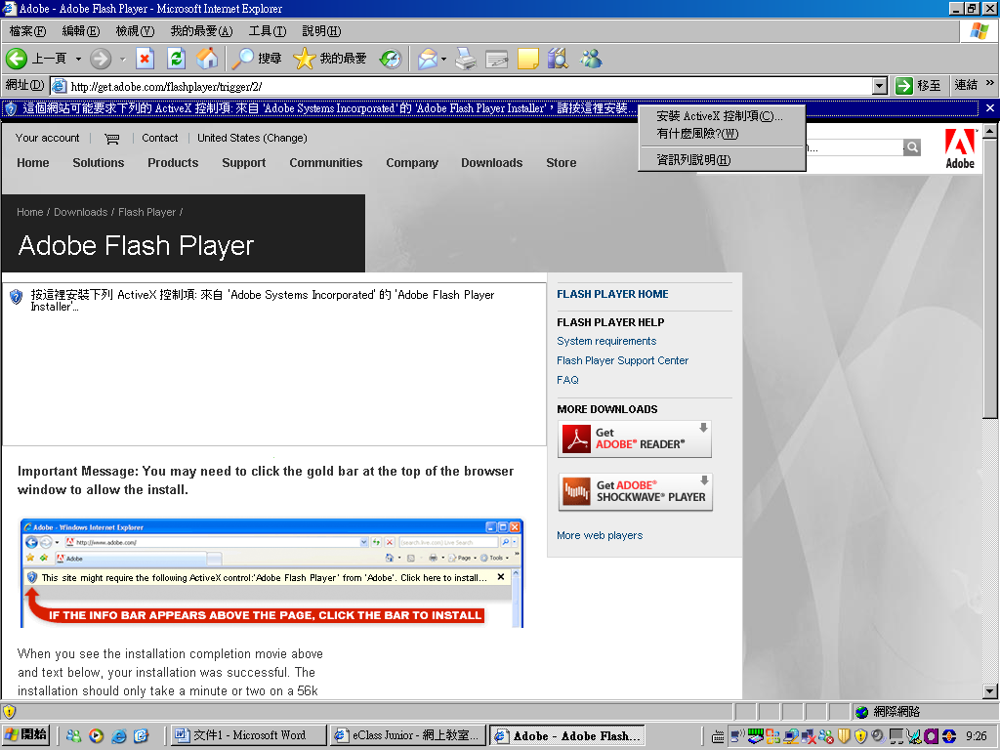 Adobe - Adobe Flash Player - Microsoft Internet Explorer
檔案(F) 編輯(E) 檢視(V) 我的最愛(A) 工具(T) 說明(H)
上一頁 搜尋 我的最愛
網址(D) http://get.adobe.com/flashplayer/trigger/2/ 移至 連結 »
這個網站可能要求下列的 ActiveX 控制項: 來自 'Adobe Systems Incorporated' 的 'Adobe Flash Player Installer'，請按這裡安裝...
安裝 ActiveX 控制項(C)...
有什麼風險?(W)
資訊列說明(H)
Your account Contact United States (Change)
Home Solutions Products Support Communities Company Downloads Store
Adobe
Home / Downloads / Flash Player /
Adobe Flash Player
按這裡安裝下列 ActiveX 控制項: 來自 'Adobe Systems Incorporated' 的 'Adobe Flash Player
Installer'...
FLASH PLAYER HOME
FLASH PLAYER HELP
System requirements
Flash Player Support Center
FAQ
MORE DOWNLOADS
Get
ADOBE® READER®
Get ADOBE®
SHOCKWAVE® PLAYER
More web players
Important Message: You may need to click the gold bar at the top of the browser
window to allow the install.
Adobe - Windows Internet Explorer
http://www.adobe.com/ (search live.com) Live Search
Adobe Page Tools
This site might require the following ActiveX control:'Adobe Flash Player' from 'Adobe'. Click here to install...
IF THE INFO BAR APPEARS ABOVE THE PAGE, CLICK THE BAR TO INSTALL
When you see the installation completion movie above
and text below, your installation was successful. The
installation should only take a minute or two on a 56k
網際網路
開始 文件1 - Microsoft Word eClass Junior - 網上教室... Adobe - Adobe Flash... 9:26